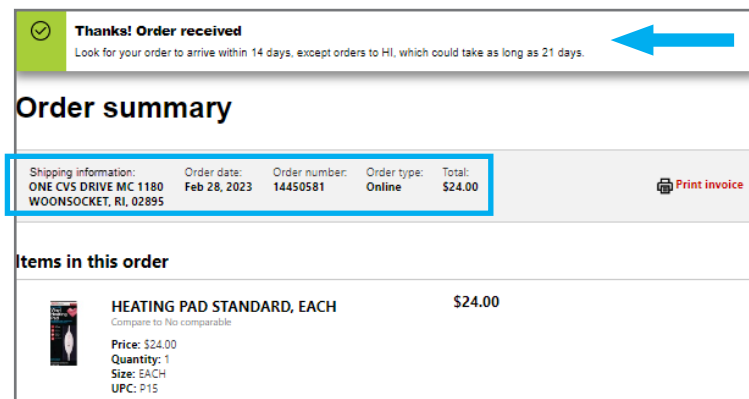 Thanks! Order received
Look for your order to arrive within 14 days, except orders to HI, which could take as long as 21 days.
Order summary
Shipping information: Order date: Order number: Order type: Total:
ONE CVS DRIVE MC 1180 Feb 28, 2023 14450581 Online $24.00
WOONSOCKET, RI, 02895
Print invoice
Items in this order
HEATING PAD STANDARD, EACH $24.00
Compare to No comparable
Price: $24.00
Quantity: 1
Size: EACH
UPC: P15